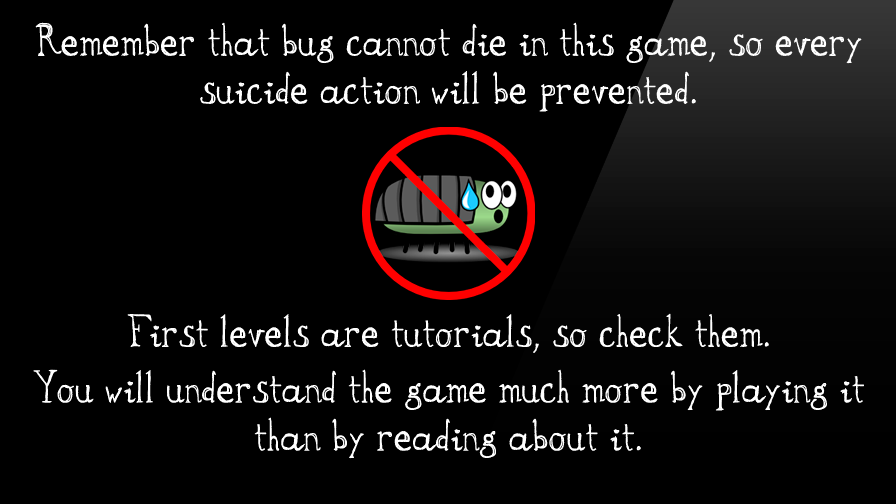 Remember that bug cannot die in this game, so every
suicide action will be prevented.
First levels are tutorials, so check them.
You will understand the game much more by playing it
than by reading about it.